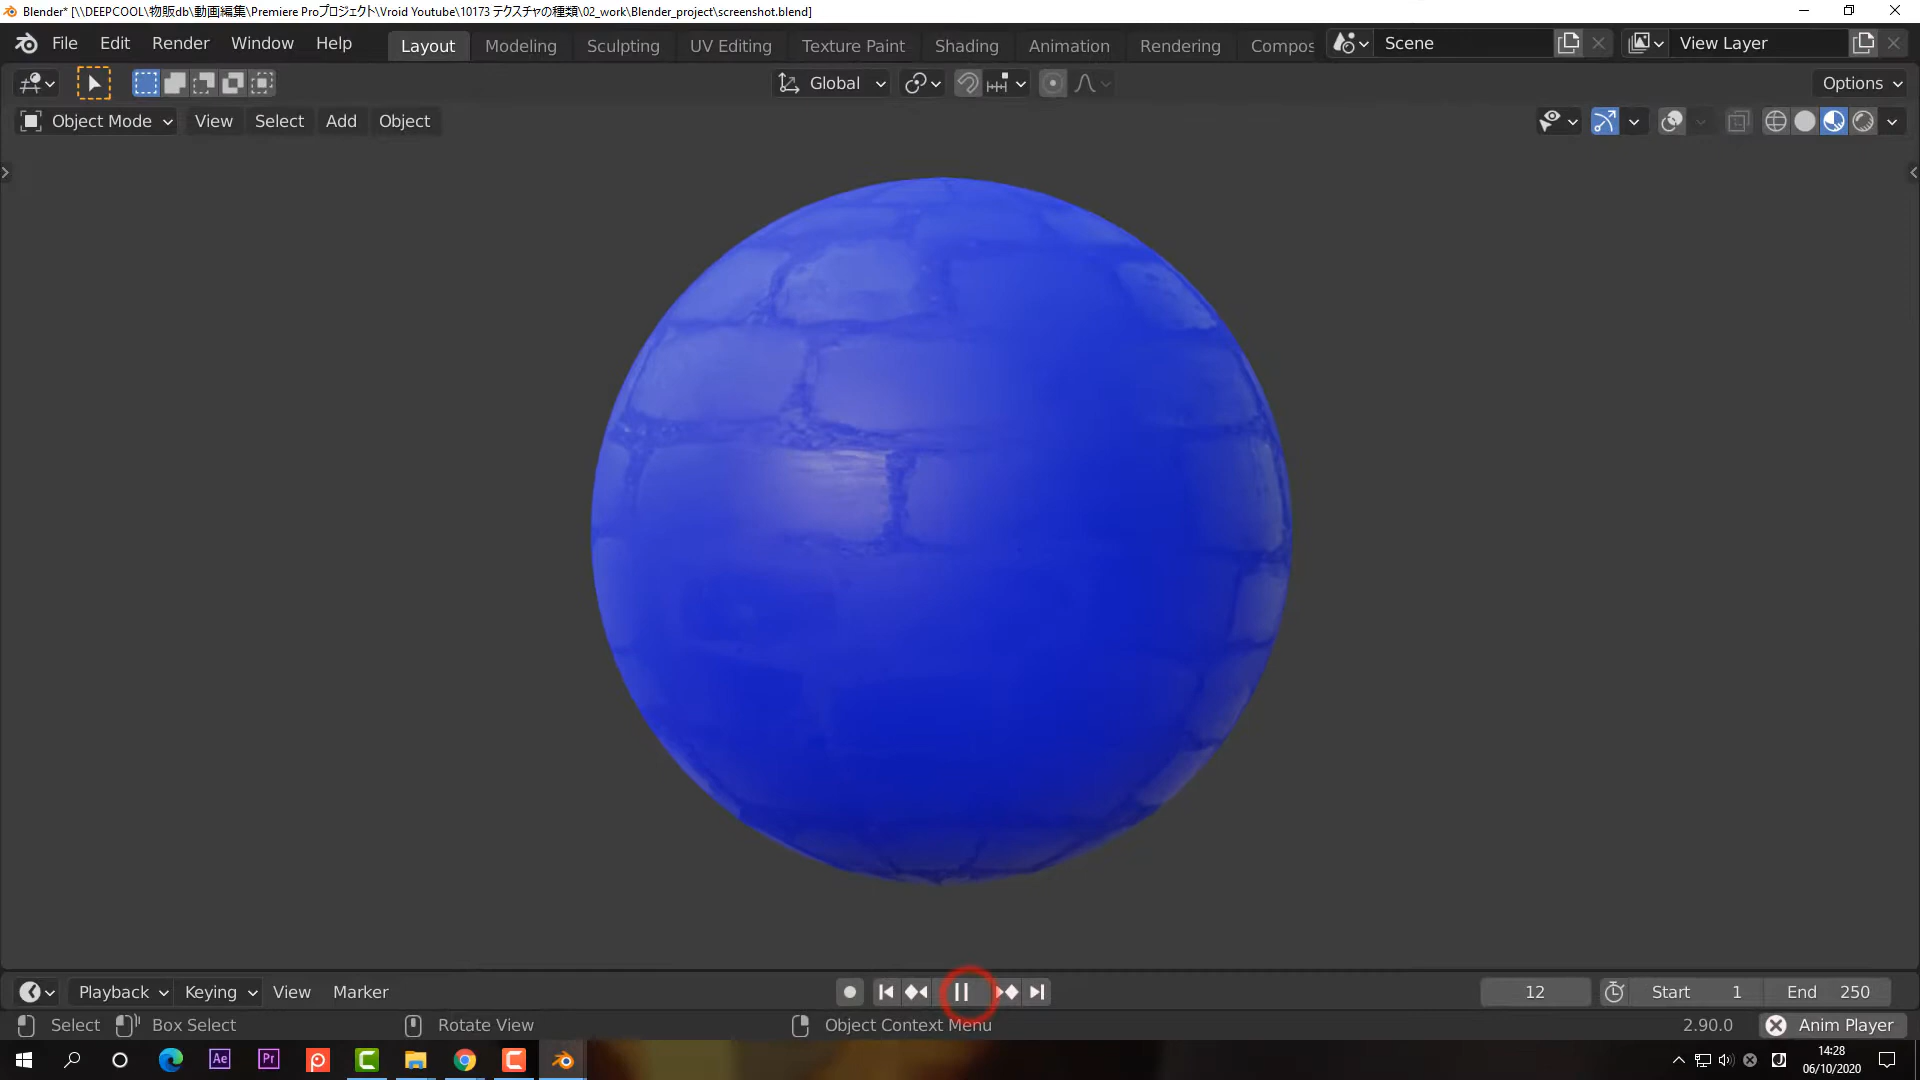 Blender* [\\DEEPCOOL\物販db\動画編集\Premiere Proプロジェクト\Vroid Youtube\10173 テクスチャの種類\02_work\Blender_project\screenshot.blend]
File Edit Render Window Help Layout Modeling Sculpting UV Editing Texture Paint Shading Animation Rendering Compos Scene View Layer
Global Options
Object Mode View Select Add Object
Playback Keying View Marker 12 Start 1 End 250
Select Box Select Rotate View Object Context Menu 2.90.0 Anim Player
Ae Pr 14:28
06/10/2020